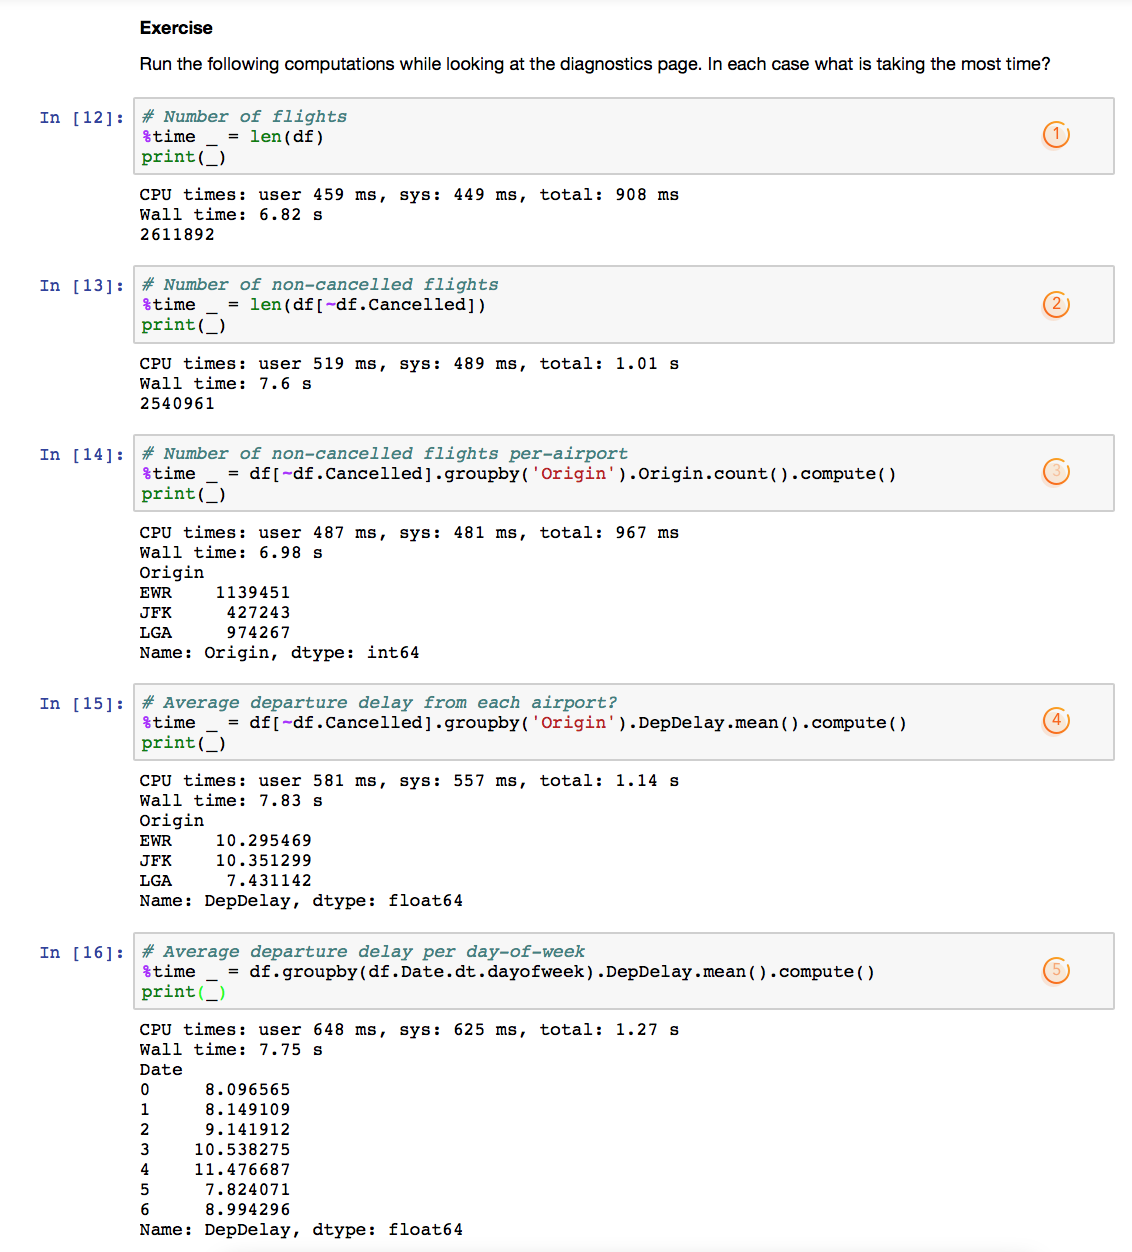 Exercise
Run the following computations while looking at the diagnostics page. In each case what is taking the most time?
In [12]: # Number of flights
%time _ = len(df)
print(_)
1
CPU times: user 459 ms, sys: 449 ms, total: 908 ms
Wall time: 6.82 s
2611892
In [13]: # Number of non-cancelled flights
%time _ = len(df[~df.Cancelled])
print(_)
2
CPU times: user 519 ms, sys: 489 ms, total: 1.01 s
Wall time: 7.6 s
2540961
In [14]: # Number of non-cancelled flights per-airport
%time _ = df[~df.Cancelled].groupby('Origin').Origin.count().compute()
print(_)
3
CPU times: user 487 ms, sys: 481 ms, total: 967 ms
Wall time: 6.98 s
Origin
EWR    1139451
JFK     427243
LGA     974267
Name: Origin, dtype: int64
In [15]: # Average departure delay from each airport?
%time _ = df[~df.Cancelled].groupby('Origin').DepDelay.mean().compute()
print(_)
4
CPU times: user 581 ms, sys: 557 ms, total: 1.14 s
Wall time: 7.83 s
Origin
EWR    10.295469
JFK    10.351299
LGA     7.431142
Name: DepDelay, dtype: float64
In [16]: # Average departure delay per day-of-week
%time _ = df.groupby(df.Date.dt.dayofweek).DepDelay.mean().compute()
print(_)
5
CPU times: user 648 ms, sys: 625 ms, total: 1.27 s
Wall time: 7.75 s
Date
0     8.096565
1     8.149109
2     9.141912
3    10.538275
4    11.476687
5     7.824071
6     8.994296
Name: DepDelay, dtype: float64